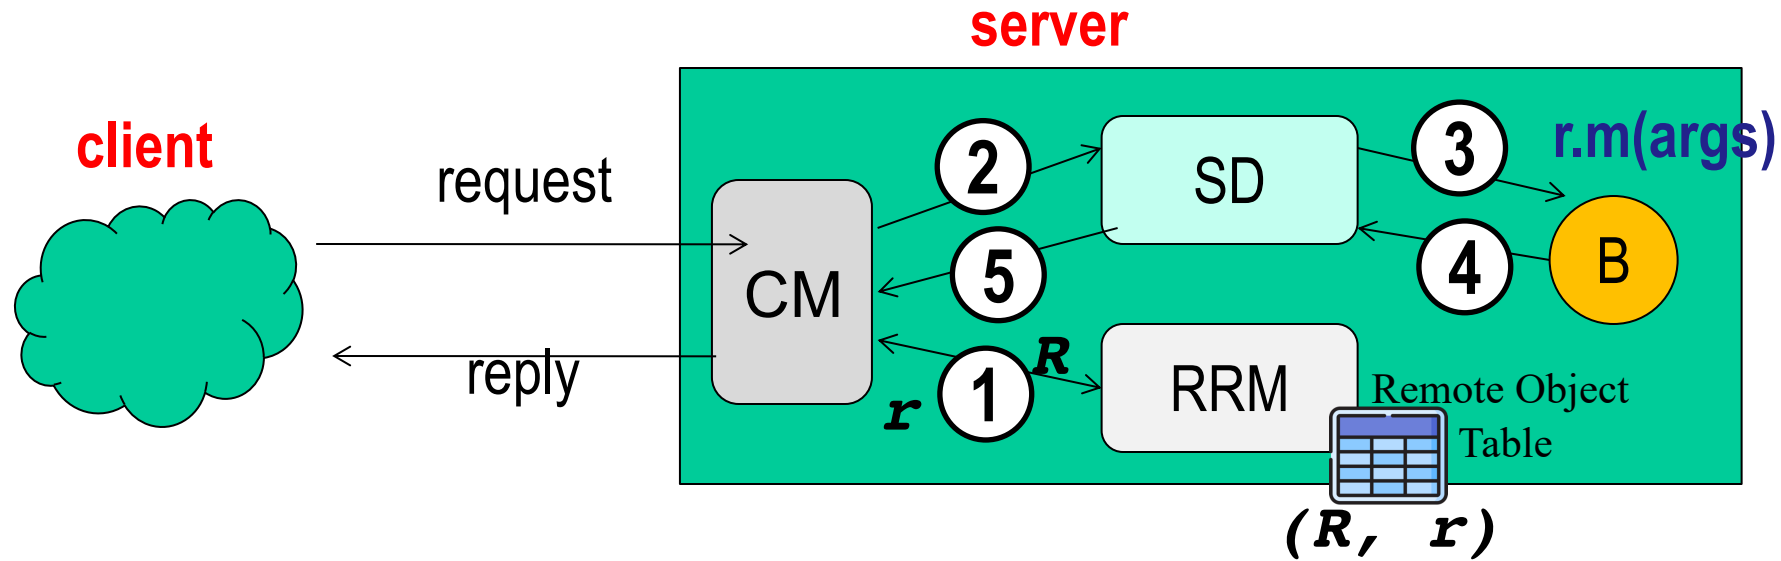 server
client
request
reply
CM
2
5
1
r
R
SD
RRM
3
4
r.m(args)
B
Remote Object
Table
(R, r)